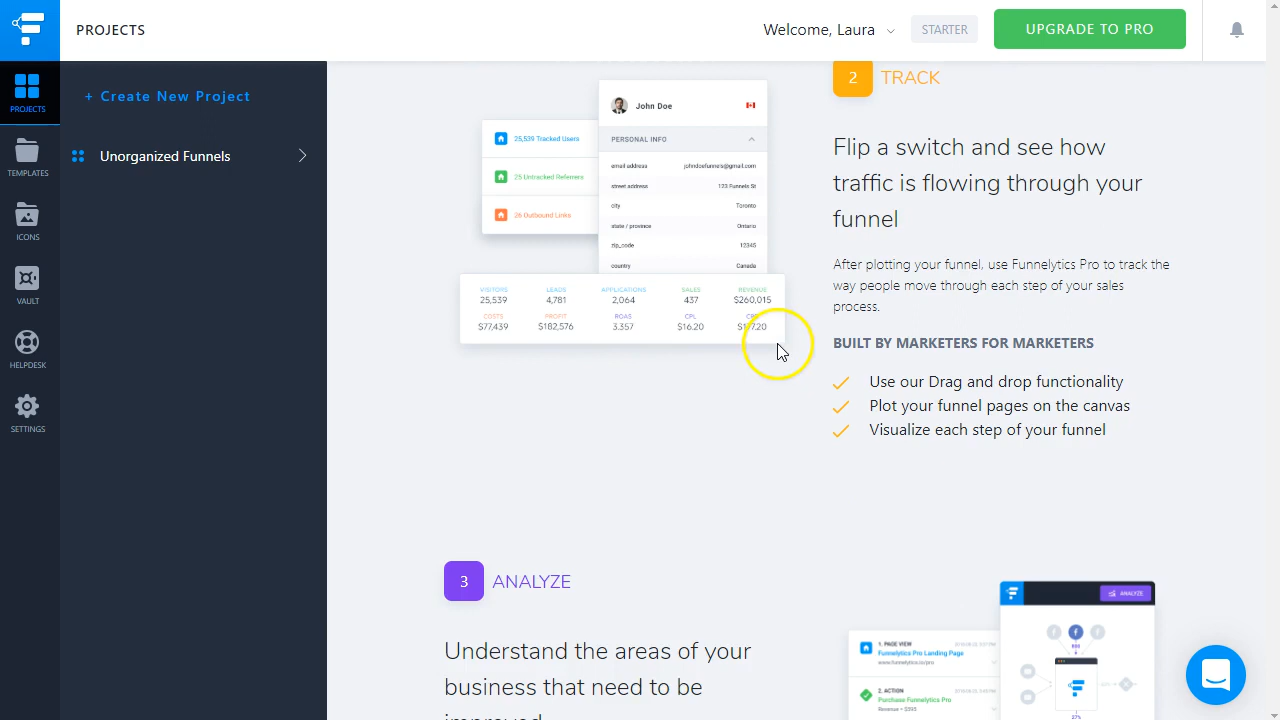 PROJECTS
Welcome, Laura
STARTER
UPGRADE TO PRO
PROJECTS
TEMPLATES
ICONS
VAULT
HELPDESK
SETTINGS
+ Create New Project
Unorganized Funnels
25,539 Tracked Users
25 Untracked Referrers
26 Outbound Links
John Doe
PERSONAL INFO
email address johndoefunnels@gmail.com
street address 123 Funnels St
city Toronto
state / province Ontario
zip_code 12345
country Canada
VISITORS LEADS APPLICATIONS SALES REVENUE
25,539 4,781 2,064 437 $260,015
COSTS PROFIT ROAS CPL
$77,439 $182,576 3.357 $16.20
2 TRACK
Flip a switch and see how
traffic is flowing through your
funnel
After plotting your funnel, use Funnelytics Pro to track the
way people move through each step of your sales
process.
BUILT BY MARKETERS FOR MARKETERS
Use our Drag and drop functionality
Plot your funnel pages on the canvas
Visualize each step of your funnel
3 ANALYZE
Understand the areas of your
business that need to be
improved
1. PAGE VIEW
Funnelytics Pro Landing Page
www.funnelytics.io/pro
2. ACTION
Purchase Funnelytics Pro
Revenue = $595
ANALYZE
27%